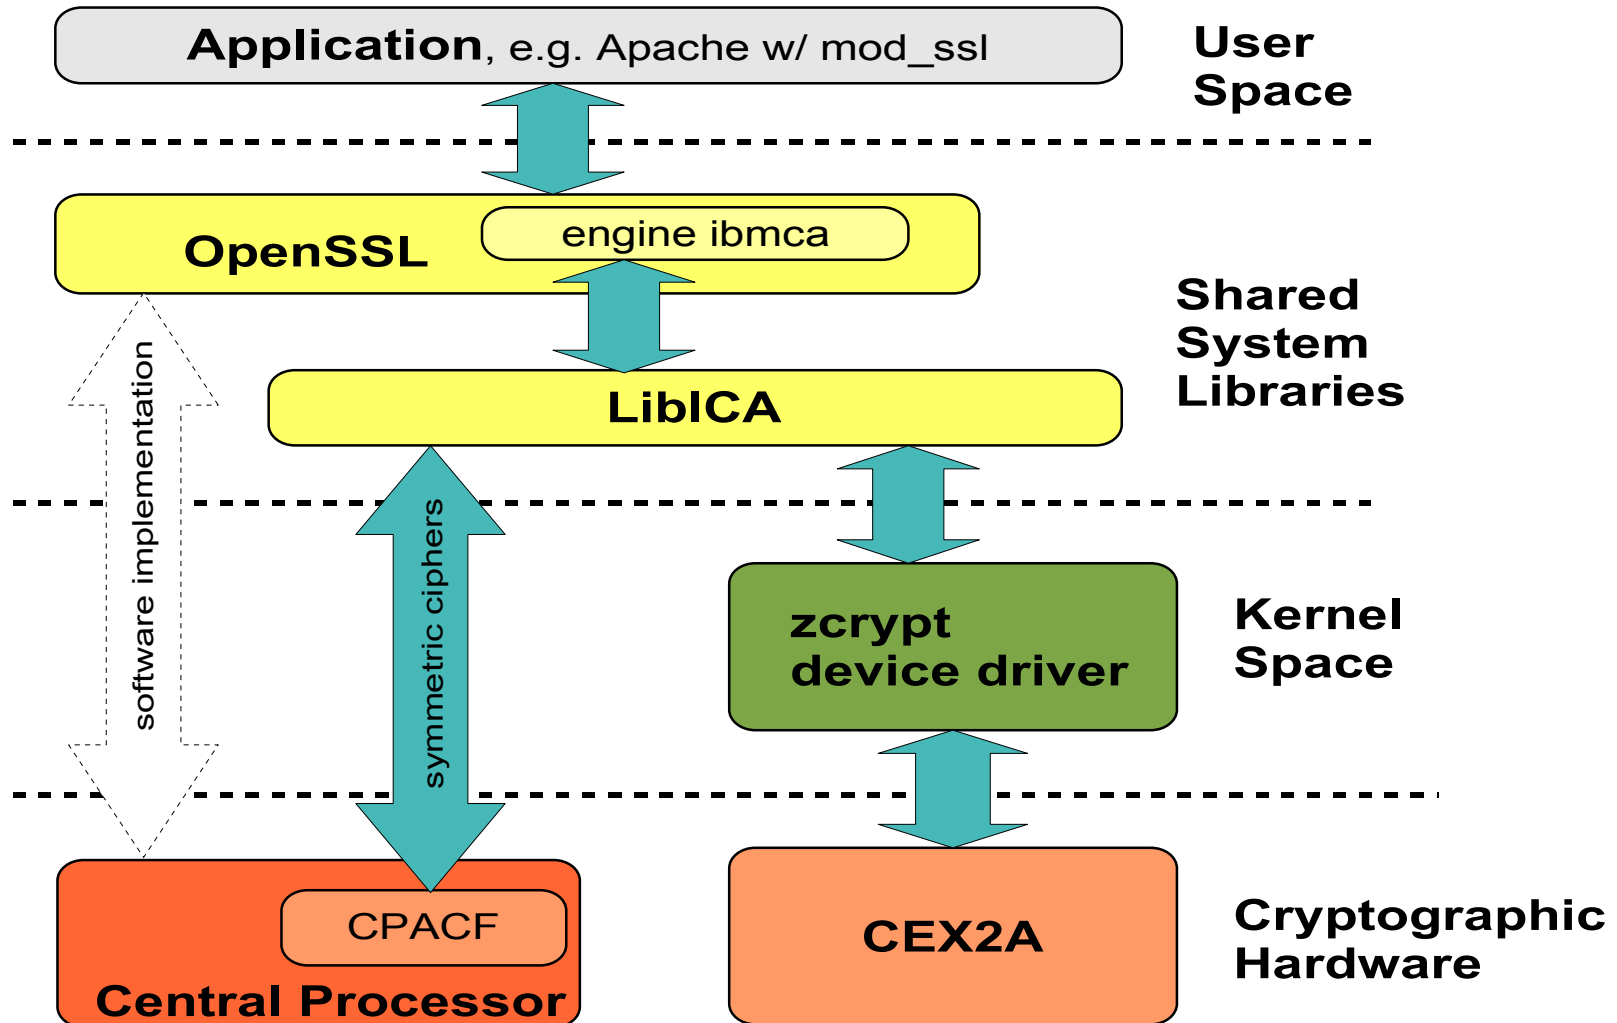 Application, e.g. Apache w/ mod_ssl
User
Space
OpenSSL
engine ibmca
Shared
System
Libraries
LibICA
software implementation
symmetric ciphers
zcrypt
device driver
Kernel
Space
CPACF
Central Processor
CEX2A
Cryptographic
Hardware